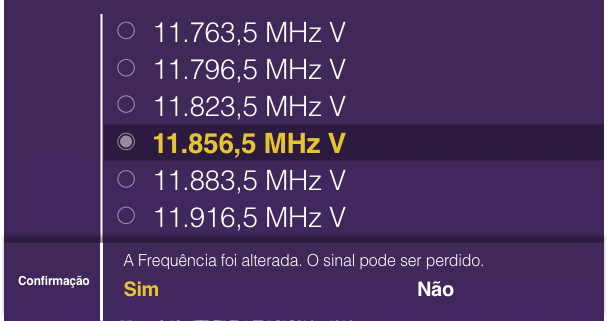 11.763,5 MHz V
11.796,5 MHz V
11.823,5 MHz V
11.856,5 MHz V
11.883,5 MHz V
11.916,5 MHz V
A Frequência foi alterada. O sinal pode ser perdido.
Confirmação
Sim Não